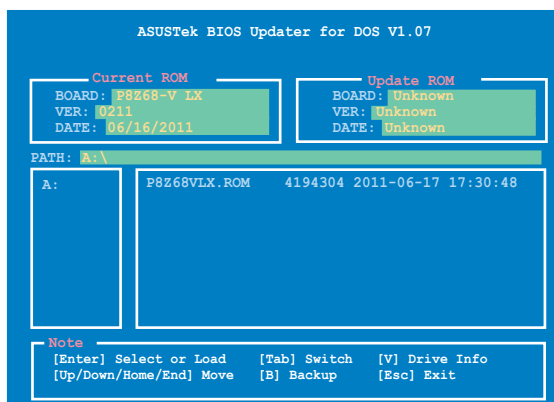 ASUSTek BIOS Updater for DOS V1.07
Current ROM
BOARD: P8Z68-V LX
VER: 0211
DATE: 06/16/2011
Update ROM
BOARD: Unknown
VER: Unknown
DATE: Unknown
PATH: A:\
A:
P8Z68VLX.ROM 4194304 2011-06-17 17:30:48
Note
[Enter] Select or Load [Tab] Switch [V] Drive Info
[Up/Down/Home/End] Move [B] Backup [Esc] Exit